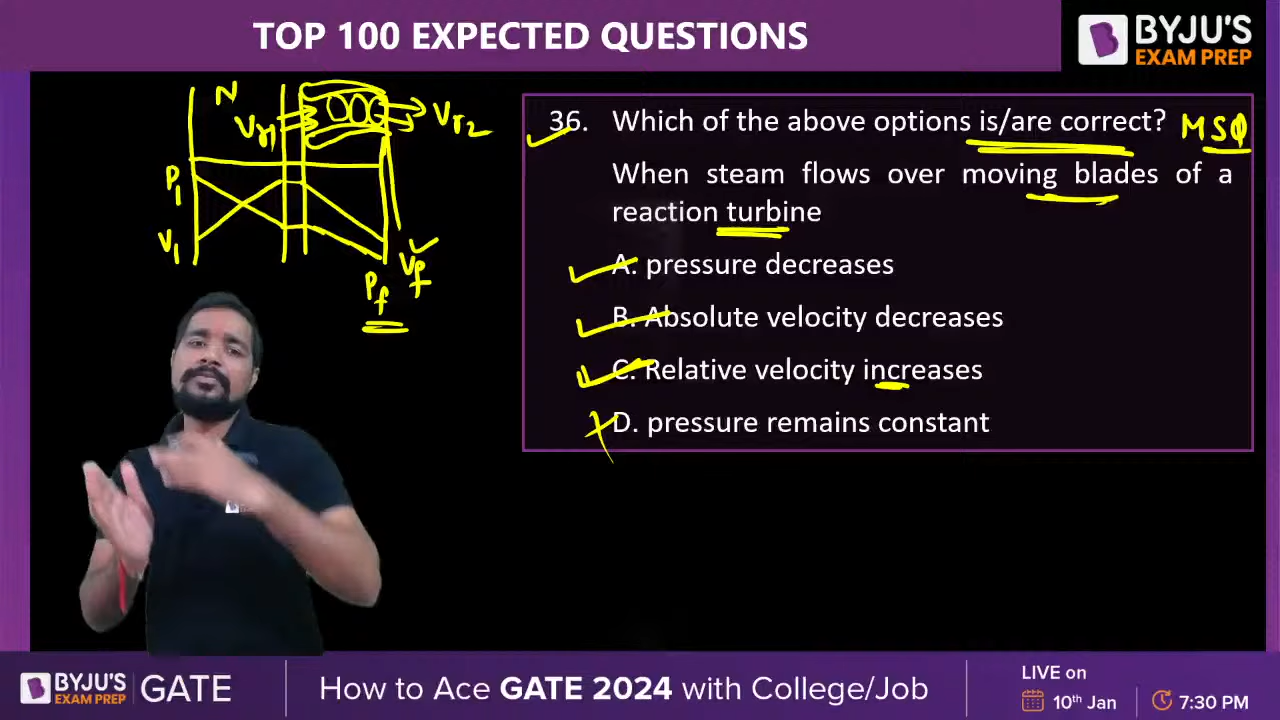 TOP 100 EXPECTED QUESTIONS
BYJU'S
EXAM PREP
N
Vr1
Vr2
P1
V1
Vf
Pf
36. Which of the above options is/are correct? MSQ
When steam flows over moving blades of a
reaction turbine
A. pressure decreases
B. Absolute velocity decreases
C. Relative velocity increases
D. pressure remains constant
BYJU'S
EXAM PREP
GATE
How to Ace GATE 2024 with College/Job
LIVE on
10th Jan
7:30 PM